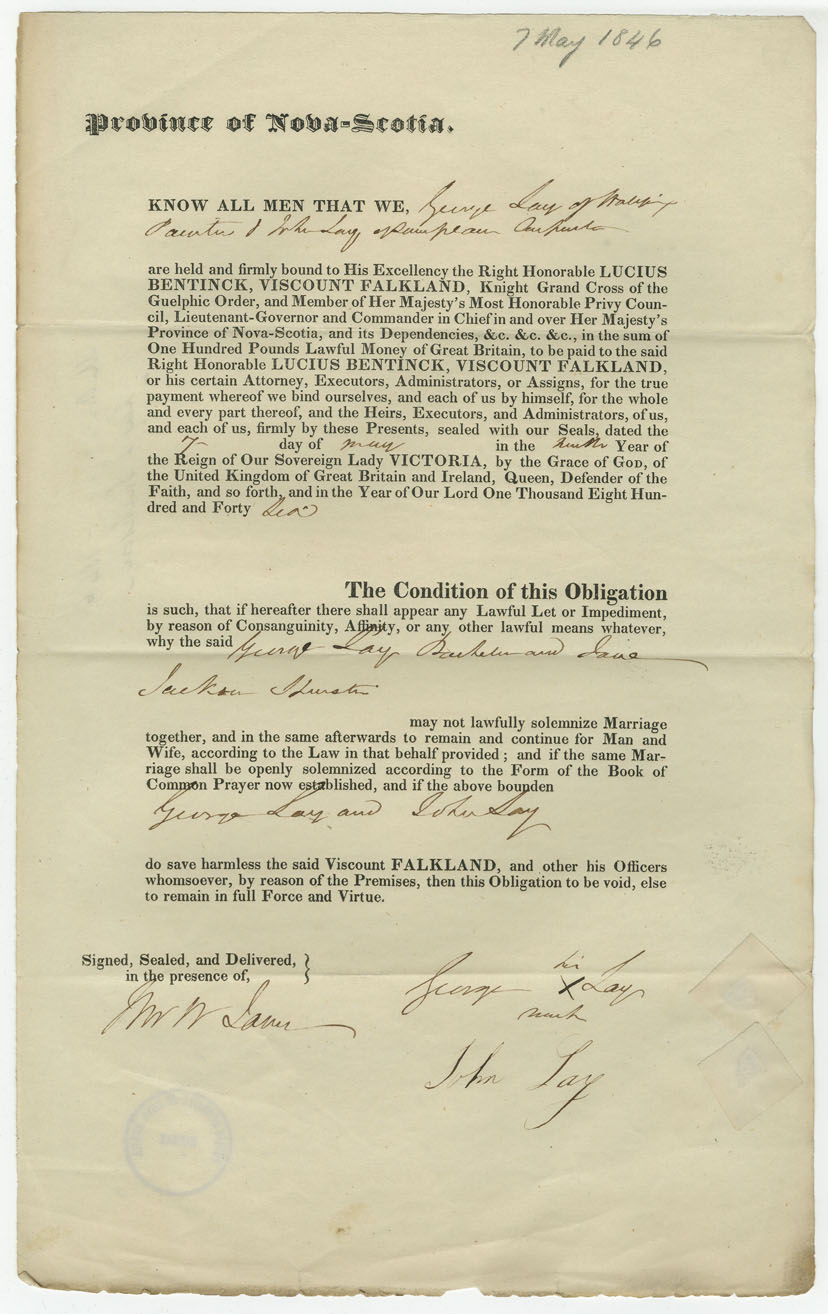 7 May 1846
Province of Nova-Scotia.
KNOW ALL MEN THAT WE, George Lay of Halifax
Painter & John Lay of same place Carpenter
are held and firmly bound to His Excellency the Right Honorable LUCIUS
BENTINCK, VISCOUNT FALKLAND, Knight Grand Cross of the
Guelphic Order, and Member of Her Majesty's Most Honorable Privy Coun-
cil, Lieutenant-Governor and Commander in Chief in and over Her Majesty's
Province of Nova-Scotia, and its Dependencies, &c. &c. &c., in the sum of
One Hundred Pounds Lawful Money of Great Britain, to be paid to the said
Right Honorable LUCIUS BENTINCK, VISCOUNT FALKLAND,
or his certain Attorney, Executors, Administrators, or Assigns, for the true
payment whereof we bind ourselves, and each of us by himself, for the whole
and every part thereof, and the Heirs, Executors, and Administrators, of us,
and each of us, firmly by these Presents, sealed with our Seals, dated the
7 day of may in the tenth Year of
the Reign of Our Sovereign Lady VICTORIA, by the Grace of GOD, of
the United Kingdom of Great Britain and Ireland, Queen, Defender of the
Faith, and so forth, and in the Year of Our Lord One Thousand Eight Hun-
dred and Forty Six
The Condition of this Obligation
is such, that if hereafter there shall appear any Lawful Let or Impediment,
by reason of Consanguinity, Affinity, or any other lawful means whatever,
why the said George Lay Bachelor and Jane
Jackson Spinster
may not lawfully solemnize Marriage
together, and in the same afterwards to remain and continue for Man and
Wife, according to the Law in that behalf provided ; and if the same Mar-
riage shall be openly solemnized according to the Form of the Book of
Common Prayer now established, and if the above bounden
George Lay and John Lay
do save harmless the said Viscount FALKLAND, and other his Officers
whomsoever, by reason of the Premises, then this Obligation to be void, else
to remain in full Force and Virtue.
Signed, Sealed, and Delivered,
in the presence of,
his
George X Lay
mark
John Lay